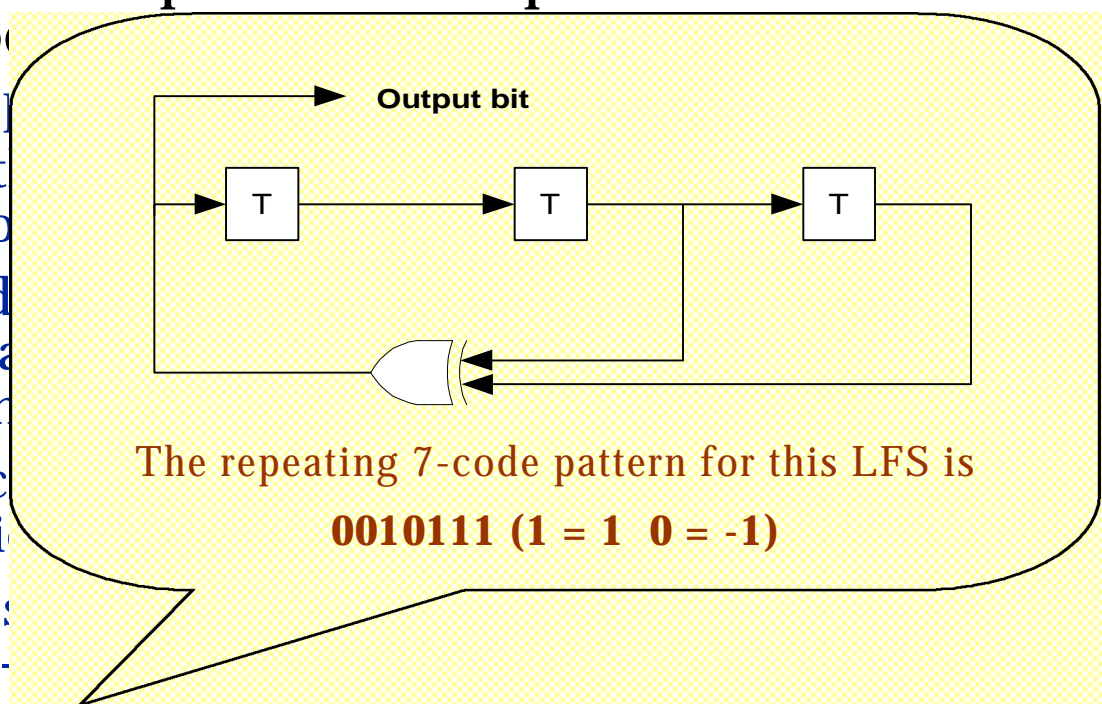 Output bit
T T T
The repeating 7-code pattern for this LFS is
0010111 (1 = 1 0 = -1)